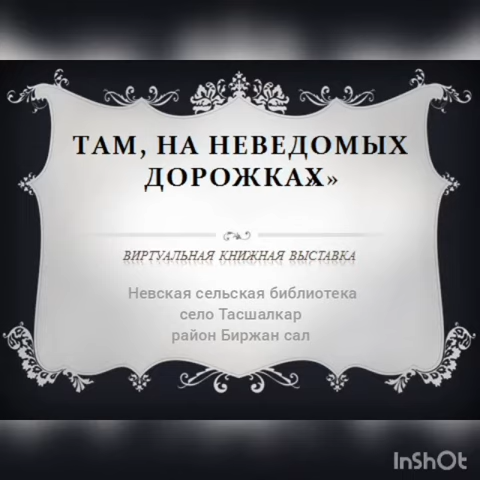 ТАМ, НА НЕВЕДОМЫХ
ДОРОЖКАХ»
ВИРТУАЛЬНАЯ КНИЖНАЯ ВЫСТАВКА
Невская сельская библиотека
село Тасшалкар
район Биржан сал
InShOt